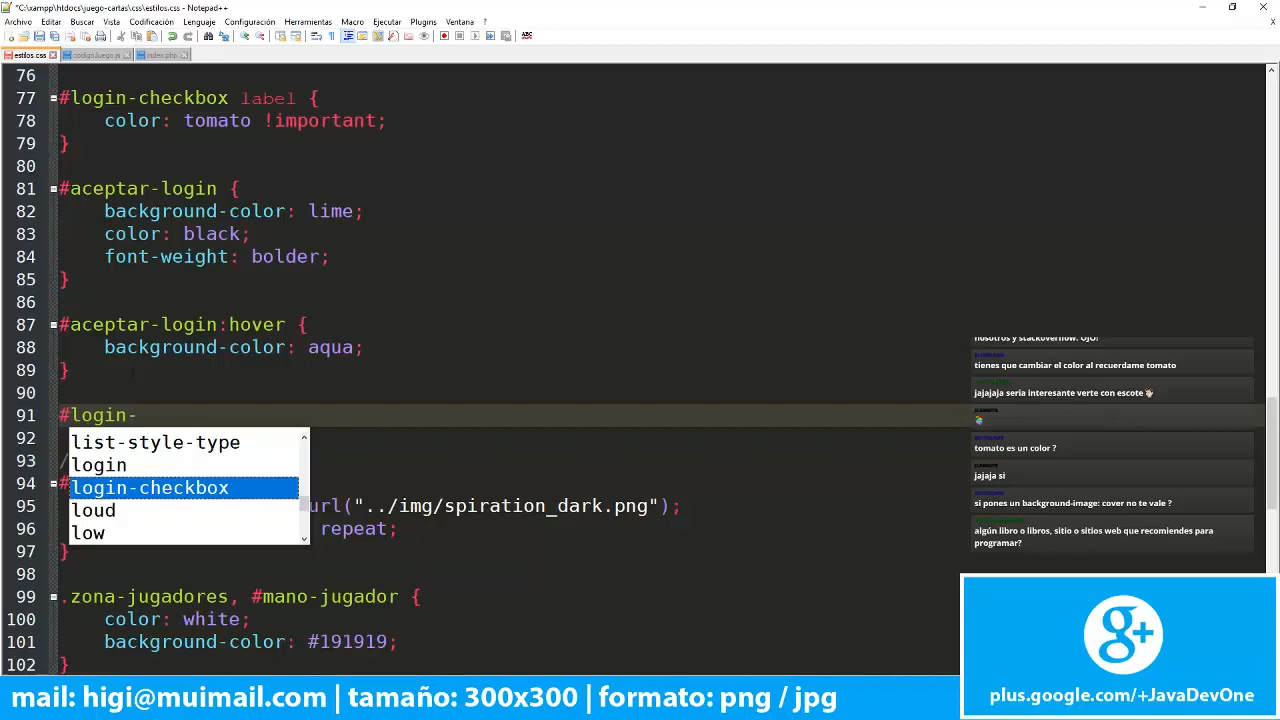 *C:\xampp\htdocs\juego-cartas\css\estilos.css - Notepad++
Archivo Editar Buscar Vista Codificación Lenguaje Configuración Herramientas Macro Ejecutar Plugins Ventana ?
estilos.css codigoJuego.js index.php
76
77 #login-checkbox label {
78 color: tomato !important;
79 }
80
81 #aceptar-login {
82 background-color: lime;
83 color: black;
84 font-weight: bolder;
85 }
86
87 #aceptar-login:hover {
88 background-color: aqua;
89 }
90
91 #login-
92
93 /
94 #
95 url("../img/spiration_dark.png");
96 repeat;
97 }
98
99 .zona-jugadores, #mano-jugador {
100 color: white;
101 background-color: #191919;
102 }
list-style-type
login
login-checkbox
loud
low
nosotros y stackoverflow. OJO!
tienes que cambiar el color al recuerdame tomato
jajajaja seria interesante verte con escote
tomato es un color ?
jajaja si
si pones un background-image: cover no te vale ?
algún libro o libros, sitio o sitios web que recomiendes para
programar?
g+
plus.google.com/+JavaDevOne
mail: higi@muimail.com | tamaño: 300x300 | formato: png / jpg